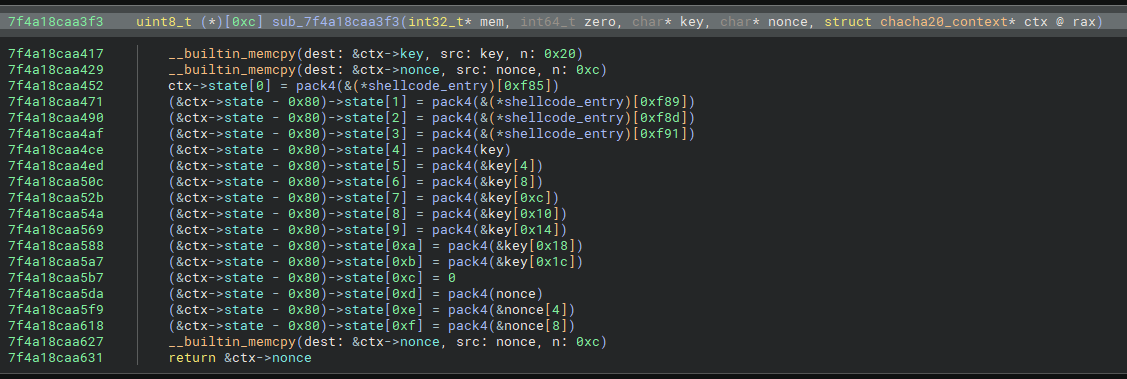 7f4a18caa3f3 uint8_t (*)[0xc] sub_7f4a18caa3f3(int32_t* mem, int64_t zero, char* key, char* nonce, struct chacha20_context* ctx @ rax)
7f4a18caa417 __builtin_memcpy(dest: &ctx->key, src: key, n: 0x20)
7f4a18caa429 __builtin_memcpy(dest: &ctx->nonce, src: nonce, n: 0xc)
7f4a18caa452 ctx->state[0] = pack4(&(*shellcode_entry)[0xf85])
7f4a18caa471 (&ctx->state - 0x80)->state[1] = pack4(&(*shellcode_entry)[0xf89])
7f4a18caa490 (&ctx->state - 0x80)->state[2] = pack4(&(*shellcode_entry)[0xf8d])
7f4a18caa4af (&ctx->state - 0x80)->state[3] = pack4(&(*shellcode_entry)[0xf91])
7f4a18caa4ce (&ctx->state - 0x80)->state[4] = pack4(key)
7f4a18caa4ed (&ctx->state - 0x80)->state[5] = pack4(&key[4])
7f4a18caa50c (&ctx->state - 0x80)->state[6] = pack4(&key[8])
7f4a18caa52b (&ctx->state - 0x80)->state[7] = pack4(&key[0xc])
7f4a18caa54a (&ctx->state - 0x80)->state[8] = pack4(&key[0x10])
7f4a18caa569 (&ctx->state - 0x80)->state[9] = pack4(&key[0x14])
7f4a18caa588 (&ctx->state - 0x80)->state[0xa] = pack4(&key[0x18])
7f4a18caa5a7 (&ctx->state - 0x80)->state[0xb] = pack4(&key[0x1c])
7f4a18caa5b7 (&ctx->state - 0x80)->state[0xc] = 0
7f4a18caa5da (&ctx->state - 0x80)->state[0xd] = pack4(nonce)
7f4a18caa5f9 (&ctx->state - 0x80)->state[0xe] = pack4(&nonce[4])
7f4a18caa618 (&ctx->state - 0x80)->state[0xf] = pack4(&nonce[8])
7f4a18caa627 __builtin_memcpy(dest: &ctx->nonce, src: nonce, n: 0xc)
7f4a18caa631 return &ctx->nonce